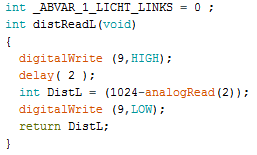 int _ABVAR_1_LICHT_LINKS = 0 ;
int distReadL(void)
{
  digitalWrite (9,HIGH);
  delay( 2 );
  int DistL = (1024-analogRead(2));
  digitalWrite (9,LOW);
  return DistL;
}